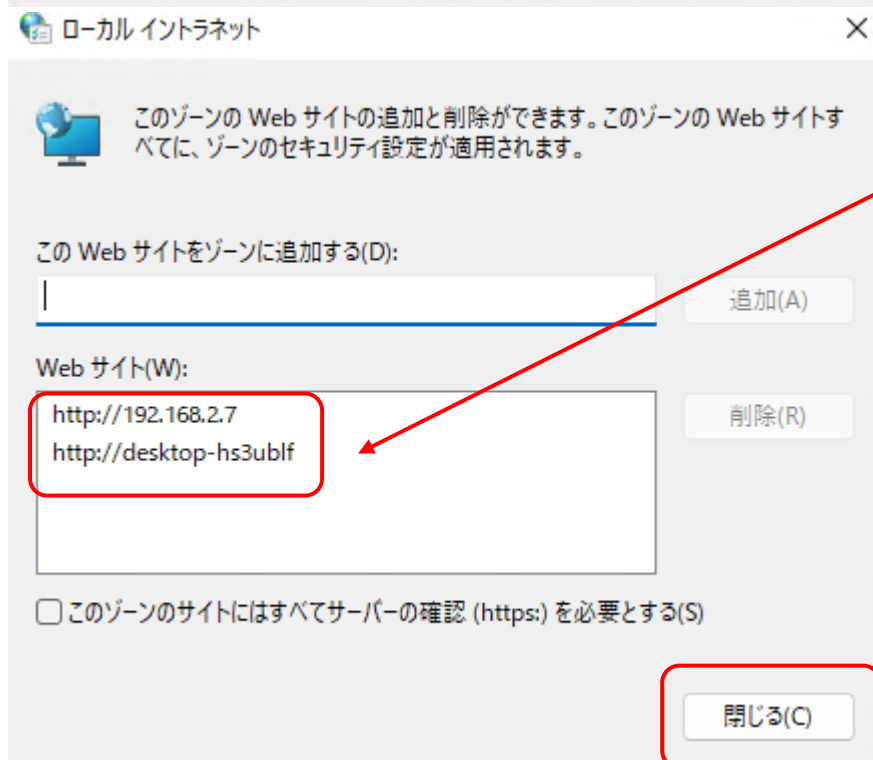 ローカル イントラネット
このゾーンの Web サイトの追加と削除ができます。このゾーンの Web サイトす
べてに、ゾーンのセキュリティ設定が適用されます。
この Web サイトをゾーンに追加する(D):
追加(A)
Web サイト(W):
http://192.168.2.7
削除(R)
http://desktop-hs3ublf
このゾーンのサイトにはすべてサーバーの確認 (https:) を必要とする(S)
閉じる(C)